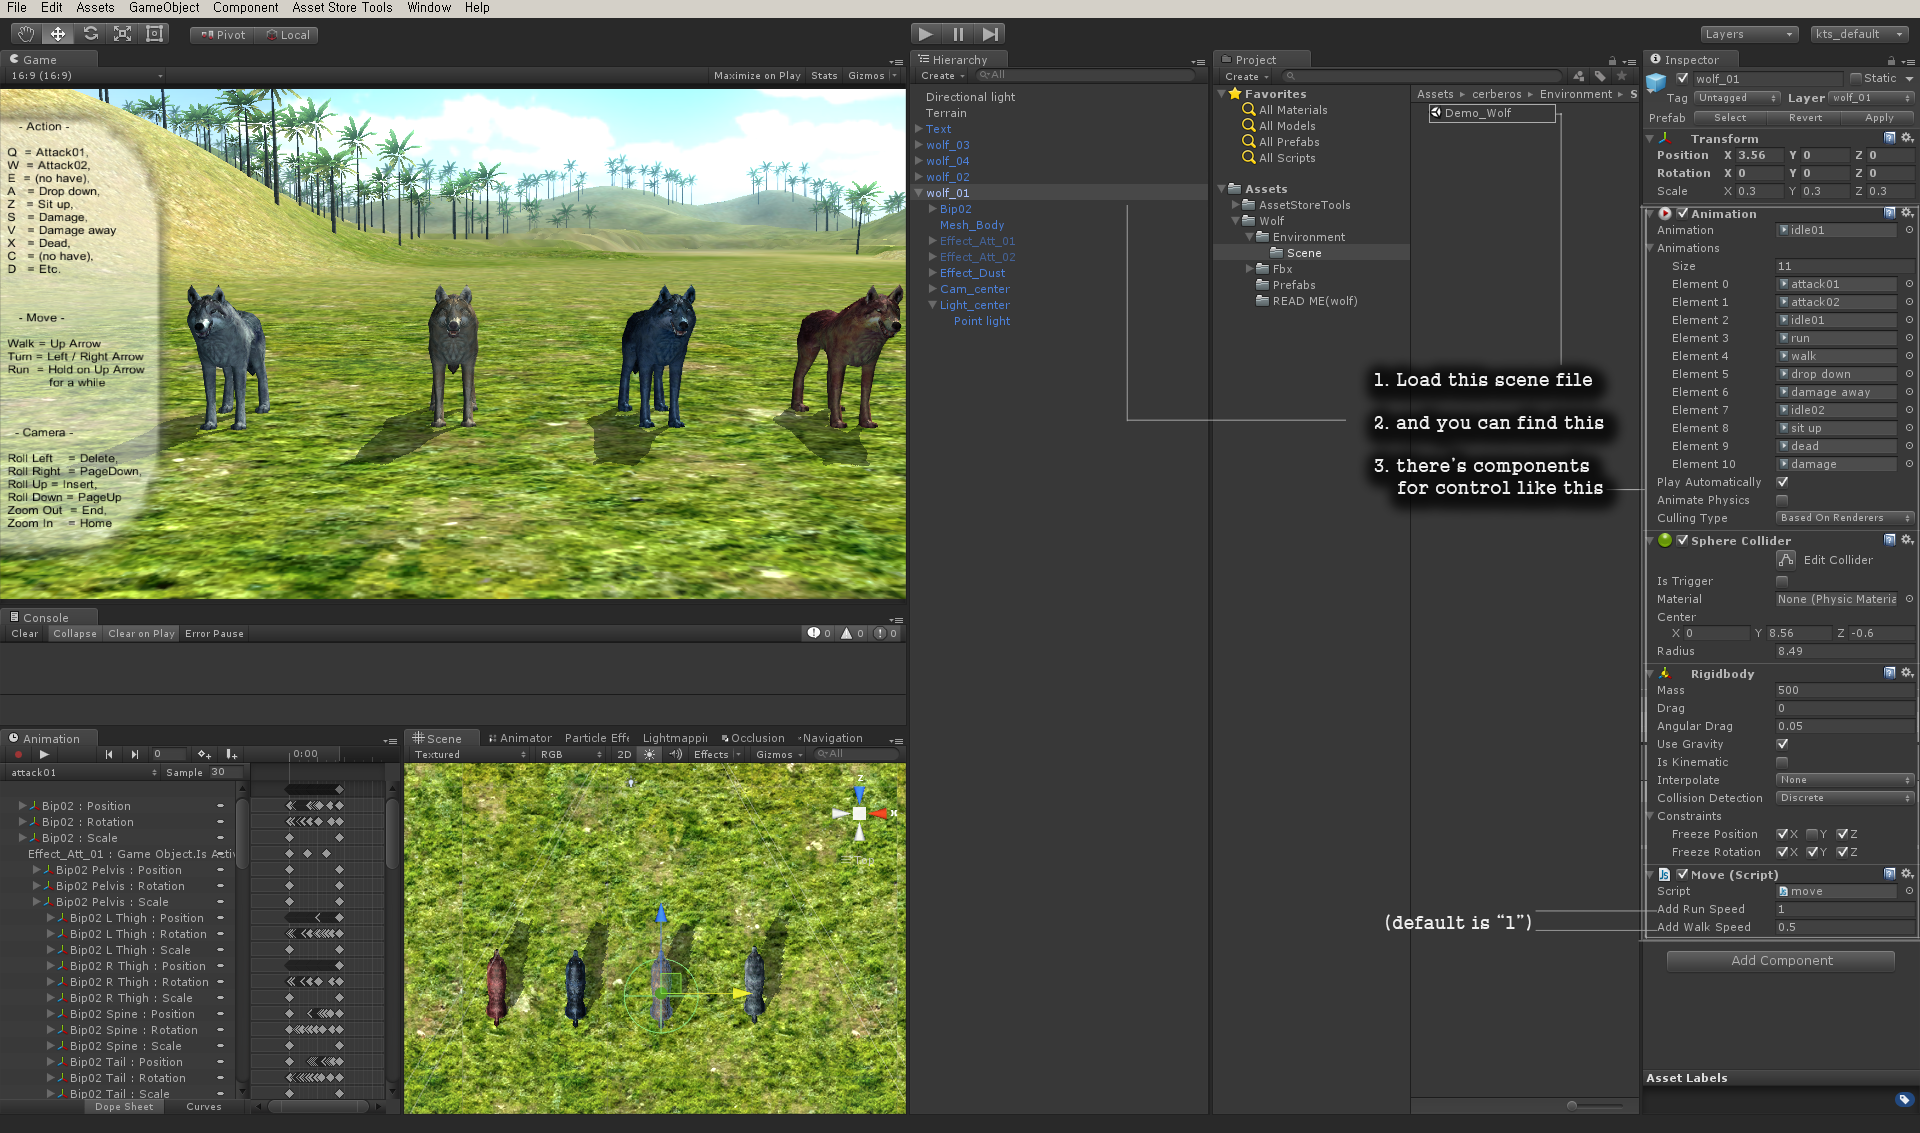 File Edit Assets GameObject Component Asset Store Tools Window Help
Pivot Local Layers kts_default
Game
16:9 (16:9) Maximize on Play Stats Gizmos
- Action -
Q = Attack01,
W = Attack02,
E = (no have),
A = Drop down,
Z = Sit up,
S = Damage,
V = Damage away
X = Dead,
C = (no have),
D = Etc.
- Move -
Walk = Up Arrow
Turn = Left / Right Arrow
Run = Hold on Up Arrow
for a while
- Camera -
Roll Left = Delete,
Roll Right = PageDown,
Roll Up = Insert,
Roll Down = PageUp
Zoom Out = End,
Zoom In = Home
Console
Clear Collapse Clear on Play Error Pause 0 0 0
Animation
0 0:00
attack01 Sample 30
Bip02 : Position
Bip02 : Rotation
Bip02 : Scale
Effect_Att_01 : Game Object.Is Activ
Bip02 Pelvis : Position
Bip02 Pelvis : Rotation
Bip02 Pelvis : Scale
Bip02 L Thigh : Position
Bip02 L Thigh : Rotation
Bip02 L Thigh : Scale
Bip02 R Thigh : Position
Bip02 R Thigh : Rotation
Bip02 R Thigh : Scale
Bip02 Spine : Position
Bip02 Spine : Rotation
Bip02 Spine : Scale
Bip02 Tail : Position
Bip02 Tail : Rotation
Bip02 Tail : Scale
Dope Sheet Curves
Scene Animator Particle Effe Lightmappin Occlusion Navigation
Textured RGB 2D Effects Gizmos All
z
x
Top
Hierarchy
Create All
Directional light
Terrain
Text
wolf_03
wolf_04
wolf_02
wolf_01
Bip02
Mesh_Body
Effect_Att_01
Effect_Att_02
Effect_Dust
Cam_center
Light_center
Point light
Project
Create
Favorites
All Materials
All Models
All Prefabs
All Scripts
Assets
AssetStoreTools
Wolf
Environment
Scene
Fbx
Prefabs
READ ME(wolf)
Assets cerberos Environment S
Demo_Wolf
1. Load this scene file
2. and you can find this
3. there's components
for control like this
(default is "1")
Inspector
wolf_01 Static
Tag Untagged Layer wolf_01
Prefab Select Revert Apply
Transform
Position X 3.56 Y 0 Z 0
Rotation X 0 Y 0 Z 0
Scale X 0.3 Y 0.3 Z 0.3
Animation
Animation idle01
Animations
Size 11
Element 0 attack01
Element 1 attack02
Element 2 idle01
Element 3 run
Element 4 walk
Element 5 drop down
Element 6 damage away
Element 7 idle02
Element 8 sit up
Element 9 dead
Element 10 damage
Play Automatically
Animate Physics
Culling Type Based On Renderers
Sphere Collider
Edit Collider
Is Trigger
Material None (Physic Materia
Center
X 0 Y 8.56 Z -0.6
Radius 8.49
Rigidbody
Mass 500
Drag 0
Angular Drag 0.05
Use Gravity
Is Kinematic
Interpolate None
Collision Detection Discrete
Constraints
Freeze Position X Y Z
Freeze Rotation X Y Z
Move (Script)
Script move
Add Run Speed 1
Add Walk Speed 0.5
Add Component
Asset Labels